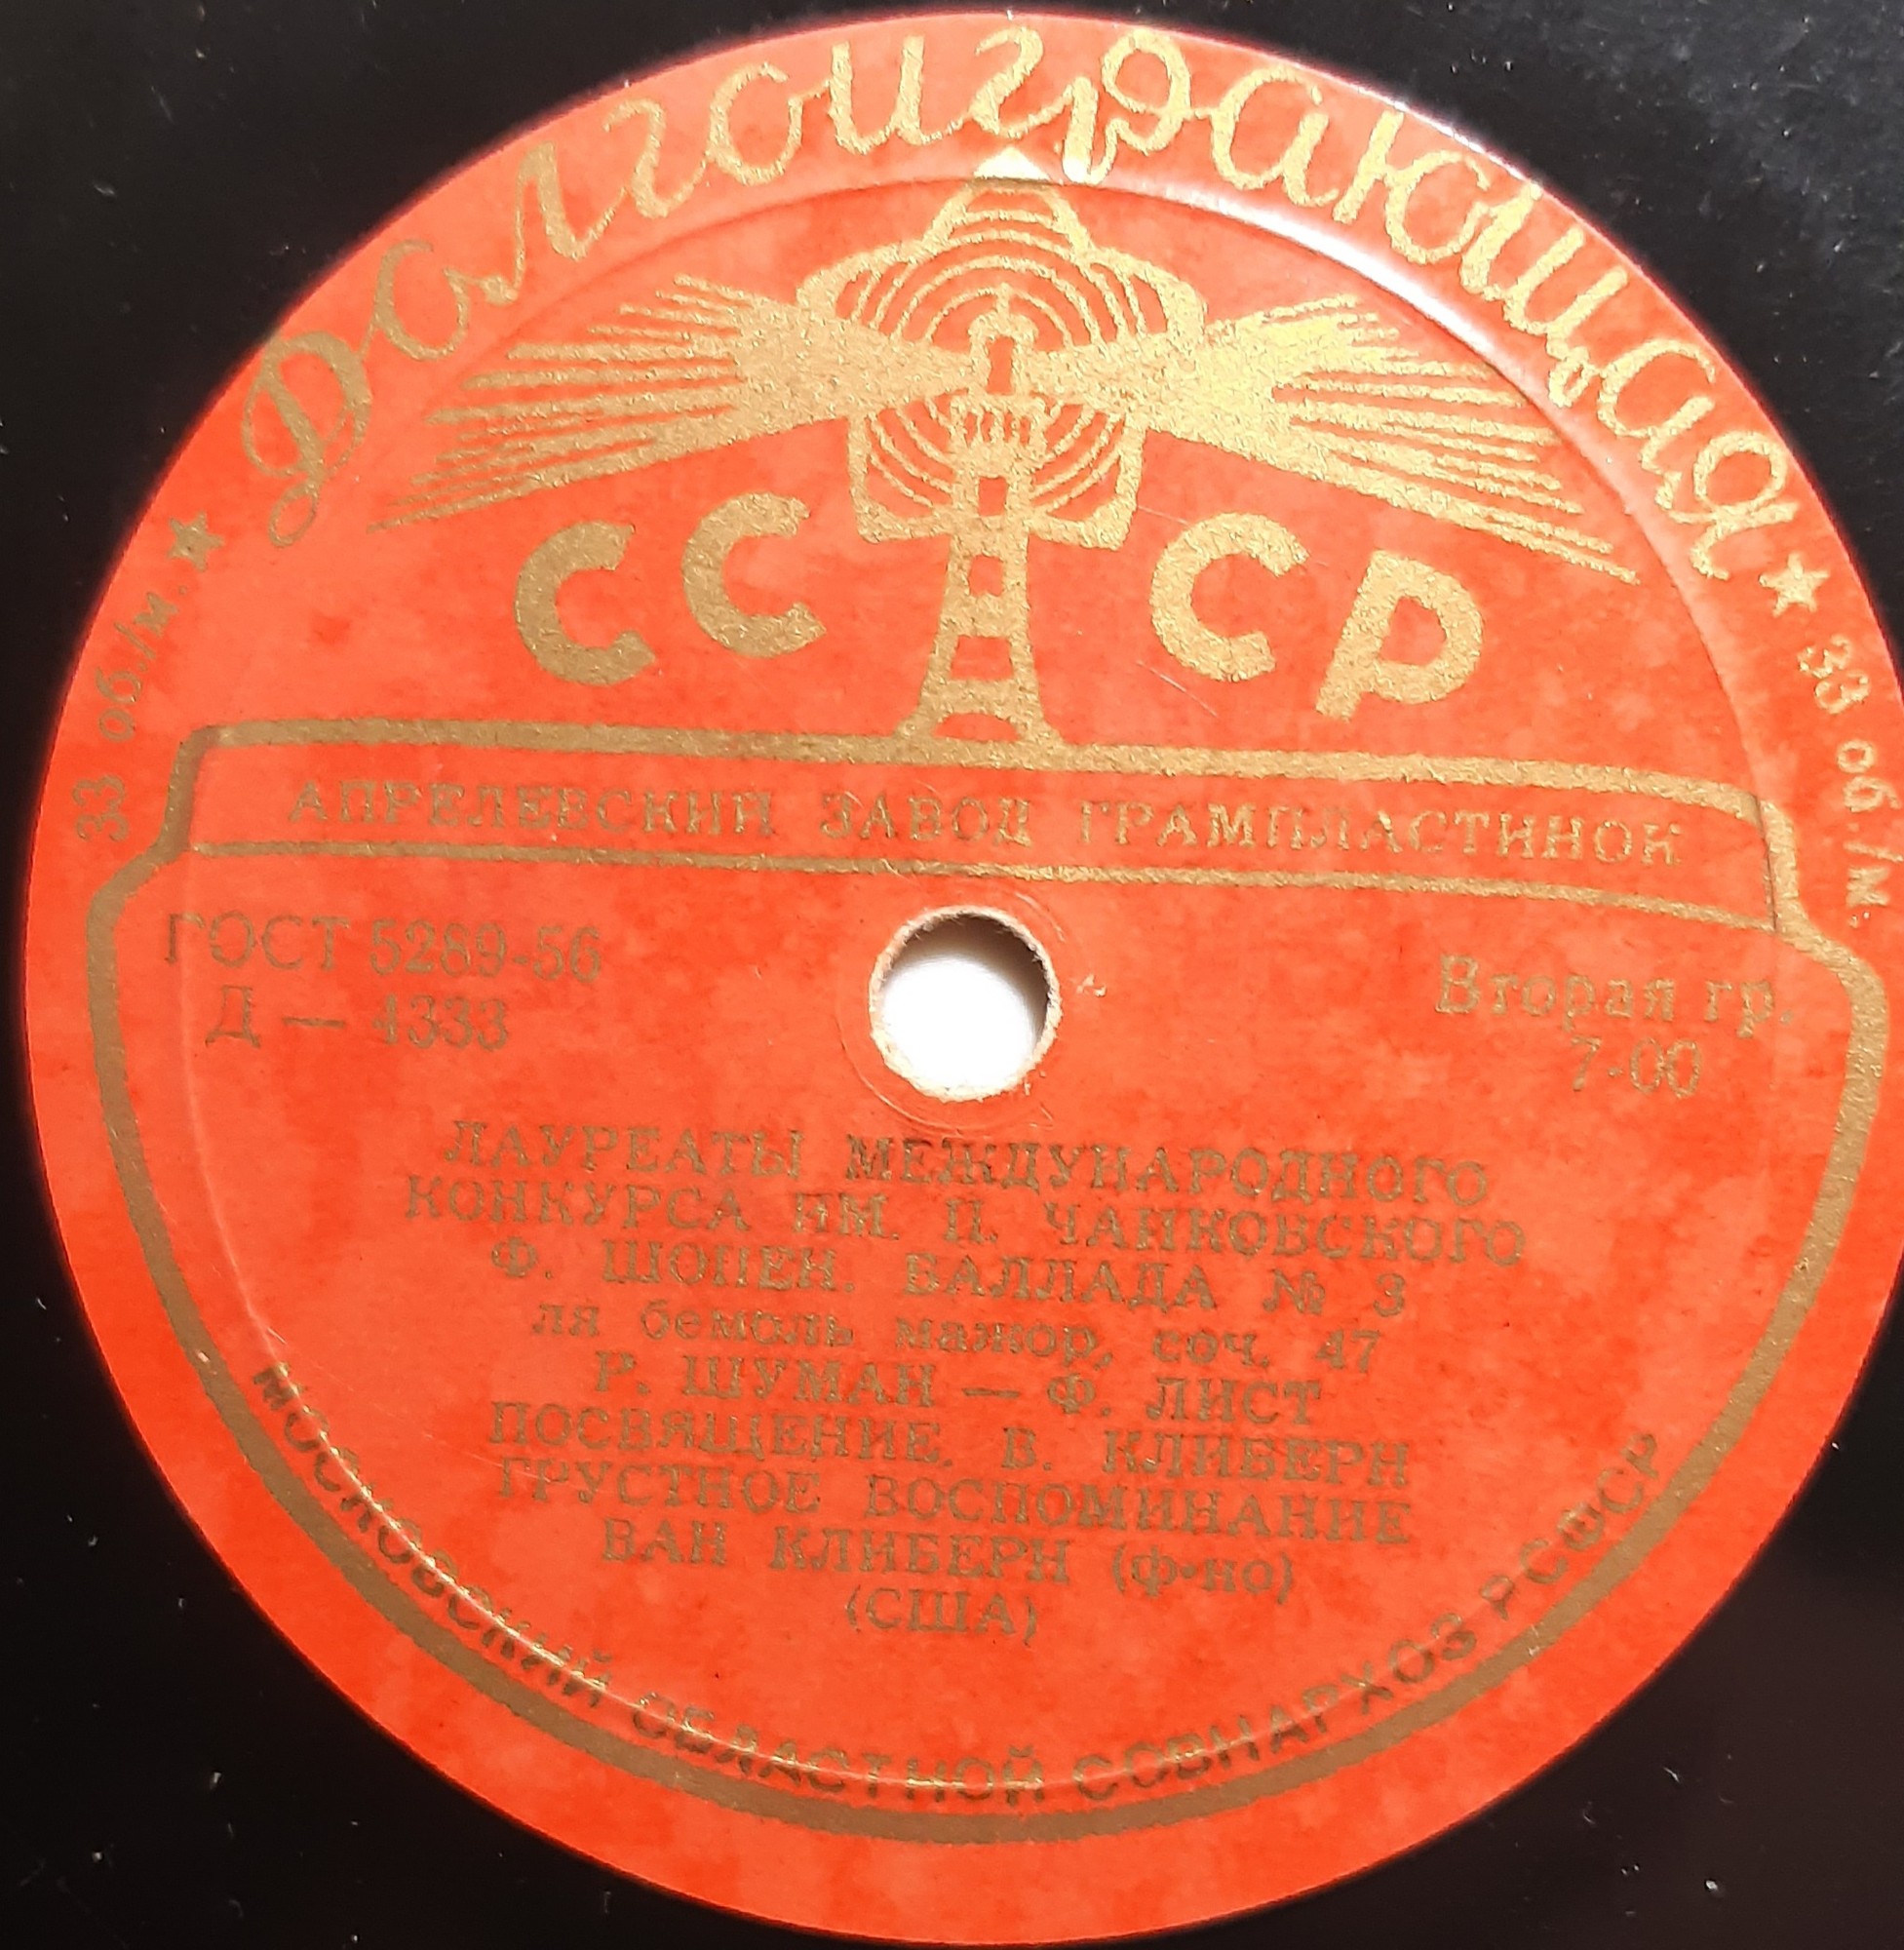 Долгоиграющая
★ 33 об./м.
33 об./м. ★
СССР
АПРЕЛЕВСКИЙ ЗАВОД ГРАМПЛАСТИНОК
ГОСТ 5289-56
Д — 4333
Вторая гр.
7-00
ЛАУРЕАТЫ МЕЖДУНАРОДНОГО
КОНКУРСА ИМ. П. ЧАЙКОВСКОГО
Ф. ШОПЕН. БАЛЛАДА № 3
ля бемоль мажор, соч. 47
Р. ШУМАН — Ф. ЛИСТ
ПОСВЯЩЕНИЕ. В. КЛИБЕРН
ГРУСТНОЕ ВОСПОМИНАНИЕ
ВАН КЛИБЕРН (ф-но)
(США)
МОСКОВСКИЙ ОБЛАСТНОЙ СОВНАРХОЗ РСФСР